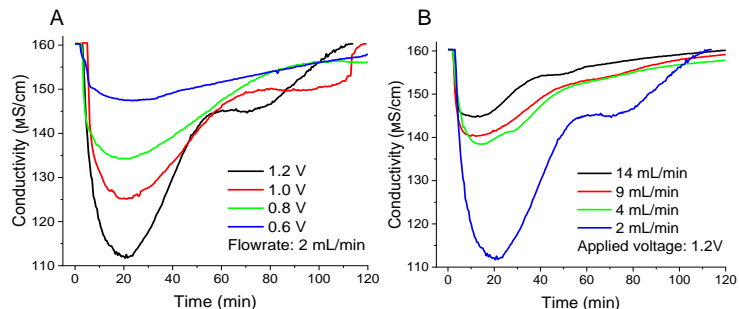 A
160
150
140
130
120
110
Conductivity (мS/cm)
1.2 V
1.0 V
0.8 V
0.6 V
Flowrate: 2 mL/min
0 20 40 60 80 100 120
Time (min)
B
160
150
140
130
120
110
Conductivity (мS/cm)
14 mL/min
9 mL/min
4 mL/min
2 mL/min
Applied voltage: 1.2V
0 20 40 60 80 100 120
Time (min)